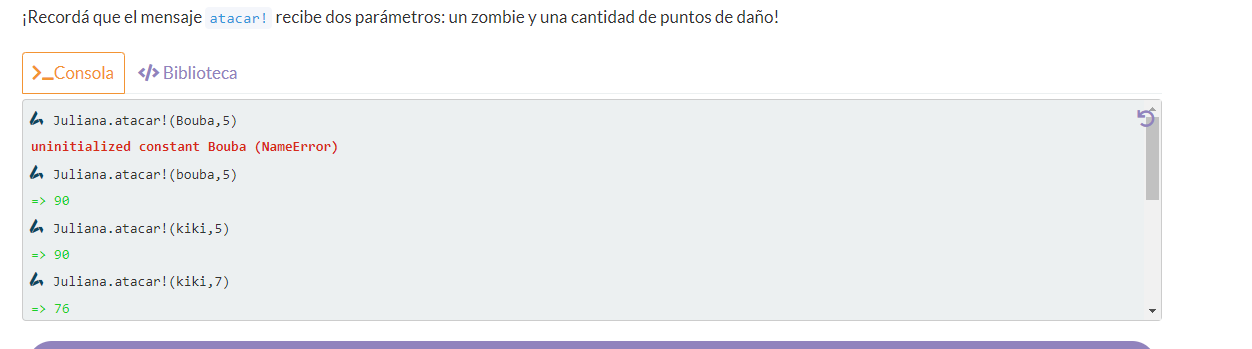 ¡Recordá que el mensaje atacar! recibe dos parámetros: un zombie y una cantidad de puntos de daño!
>_Consola </> Biblioteca
Juliana.atacar!(Bouba,5)
uninitialized constant Bouba (NameError)
Juliana.atacar!(bouba,5)
=> 90
Juliana.atacar!(kiki,5)
=> 90
Juliana.atacar!(kiki,7)
=> 76